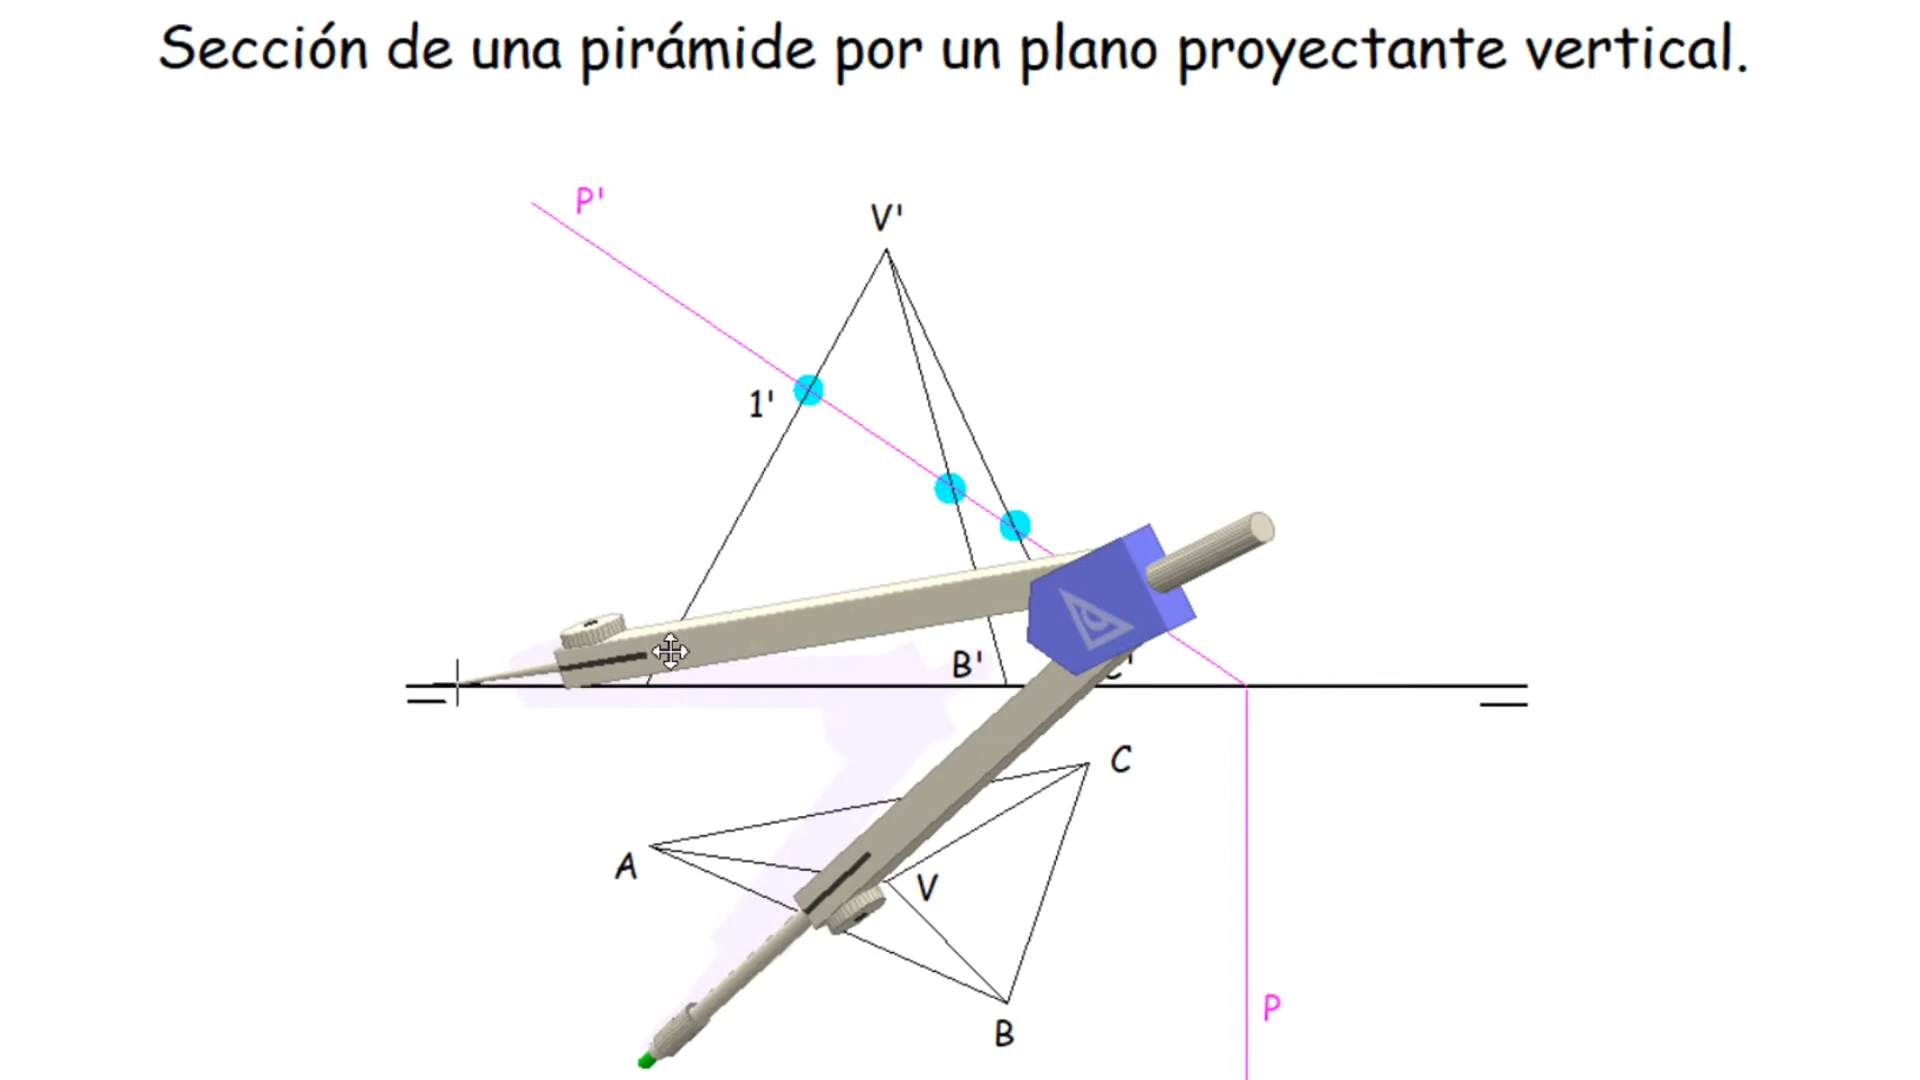 Sección de una pirámide por un plano proyectante vertical.
P'
V'
1'
B'
C
A
V
P
B